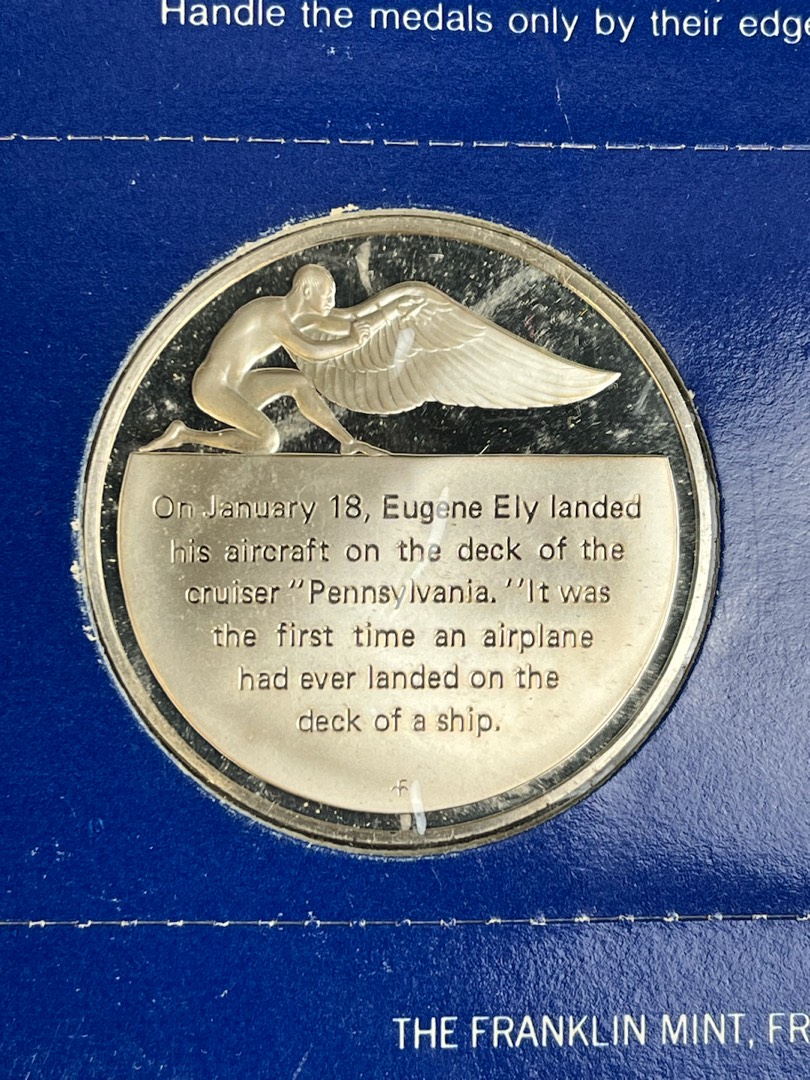 Handle the medals only by their edge
On January 18, Eugene Ely landed
his aircraft on the deck of the
cruiser "Pennsylvania." It was
the first time an airplane
had ever landed on the
deck of a ship.
THE FRANKLIN MINT, FR